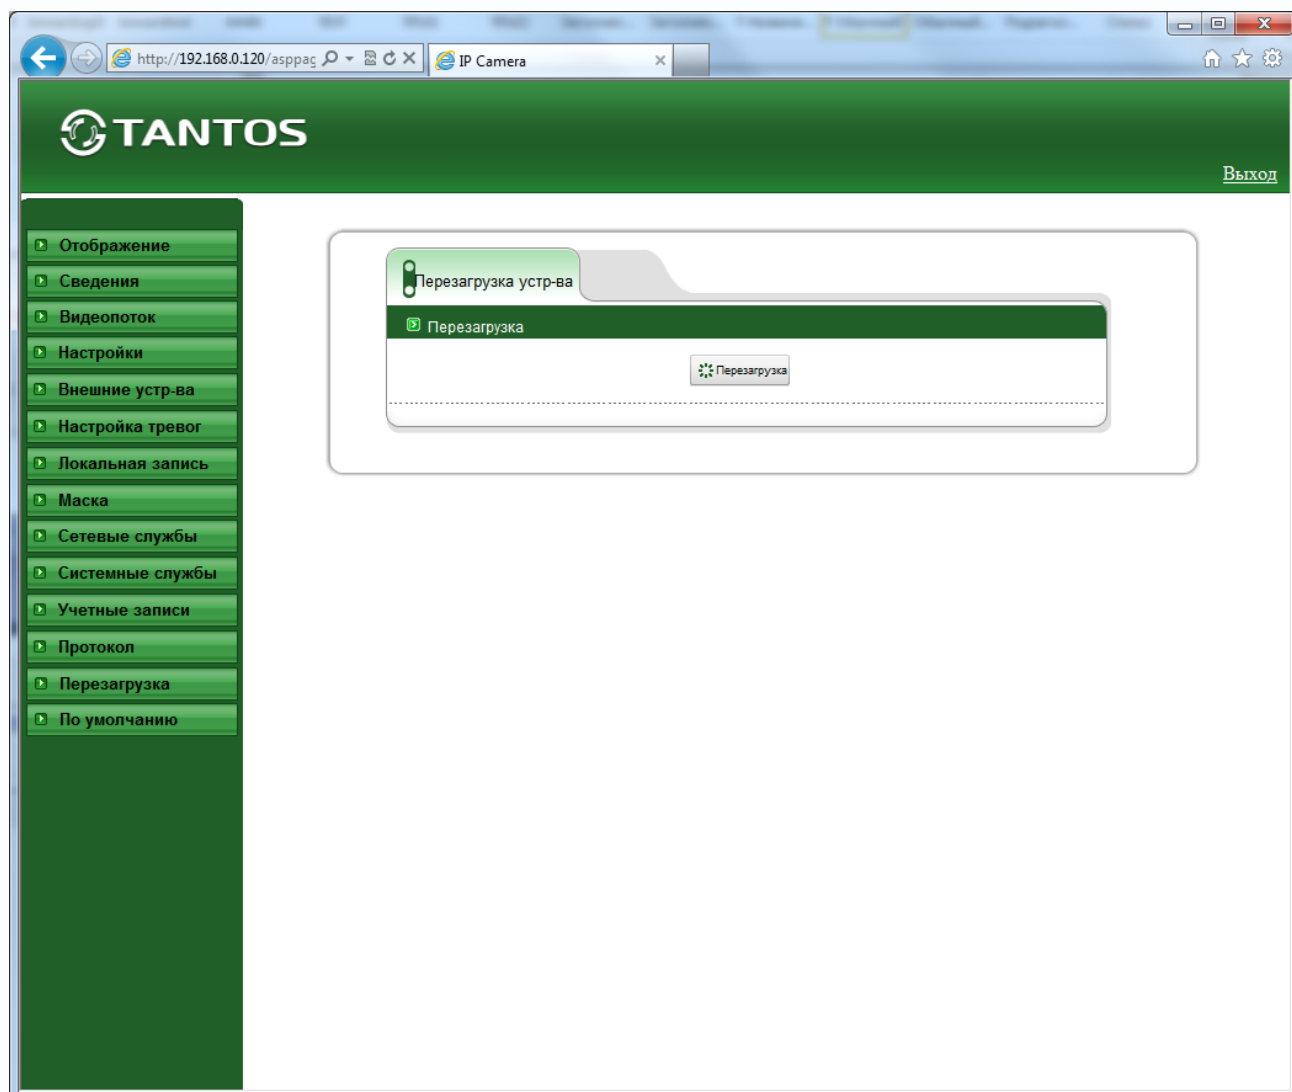 http://192.168.0.120/asppag
IP Camera
TANTOS
Выход
Отображение
Сведения
Видеопоток
Настройки
Внешние устр-ва
Настройка тревог
Локальная запись
Маска
Сетевые службы
Системные службы
Учетные записи
Протокол
Перезагрузка
По умолчанию
Перезагрузка устр-ва
Перезагрузка
Перезагрузка